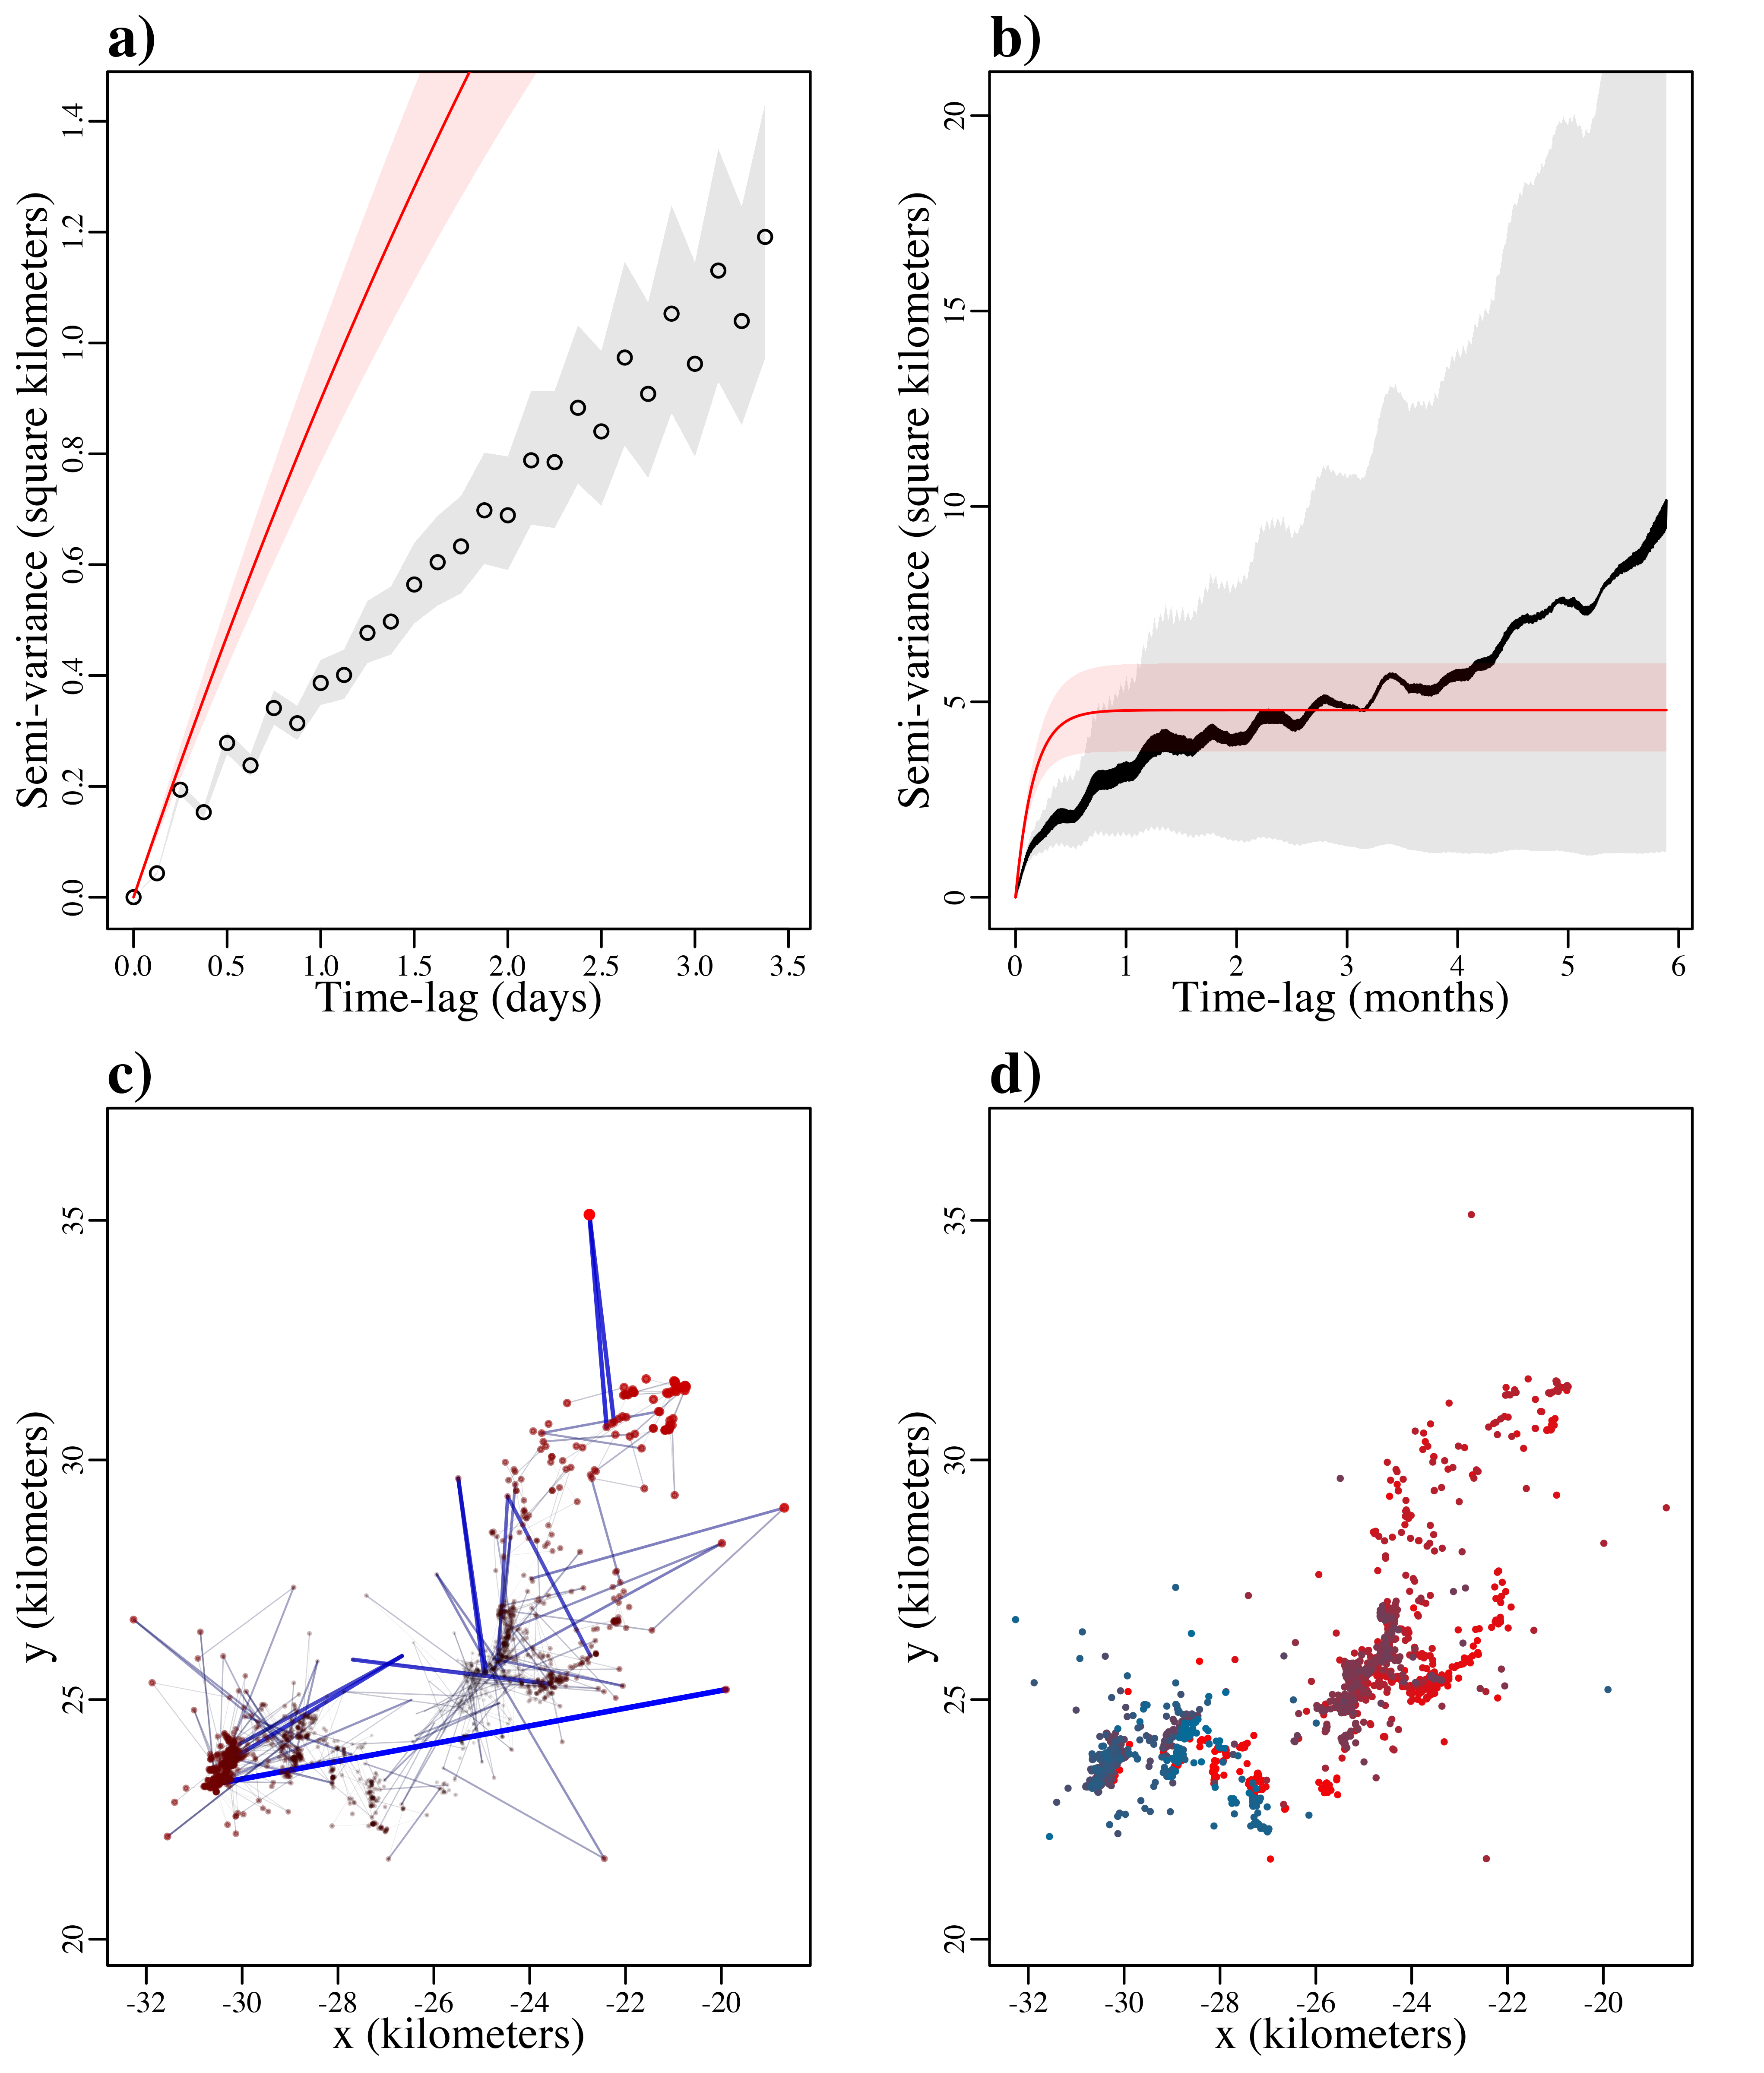 a)
Semi-variance (square kilometers)
0.0 0.2 0.4 0.6 0.8 1.0 1.2 1.4
0.0 0.5 1.0 1.5 2.0 2.5 3.0 3.5
Time-lag (days)
b)
Semi-variance (square kilometers)
0 5 10 15 20
0 1 2 3 4 5 6
Time-lag (months)
c)
y (kilometers)
20 25 30 35
-32 -30 -28 -26 -24 -22 -20
x (kilometers)
d)
y (kilometers)
20 25 30 35
-32 -30 -28 -26 -24 -22 -20
x (kilometers)